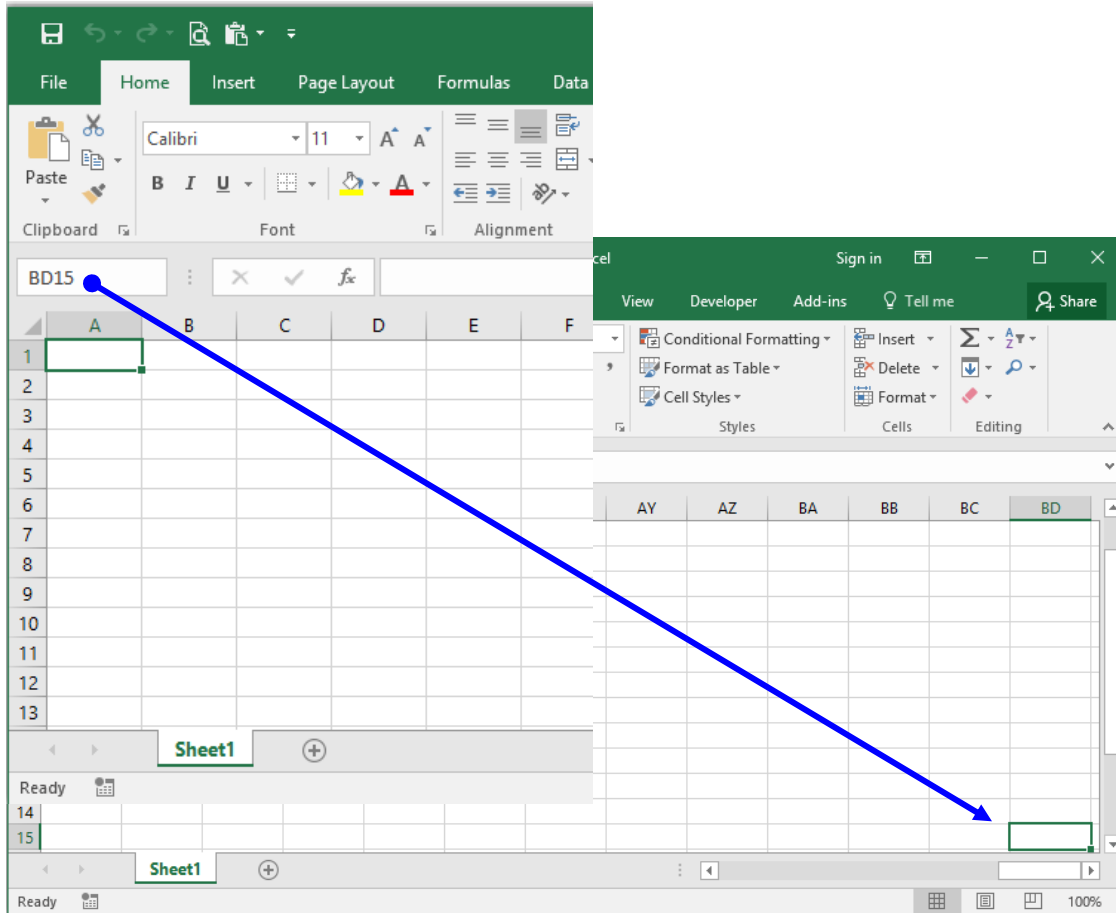 File Home Insert Page Layout Formulas Data
Calibri 11 A A
Paste B I U A
Clipboard Font Alignment
BD15 fx
A B C D E F
1
2
3
4
5
6
7
8
9
10
11
12
13
Sheet1
Ready
cel Sign in
View Developer Add-ins Tell me Share
Conditional Formatting Insert Σ A Z
, Format as Table Delete
Cell Styles Format
Styles Cells Editing
AY AZ BA BB BC BD
14
15
Sheet1
Ready 100%